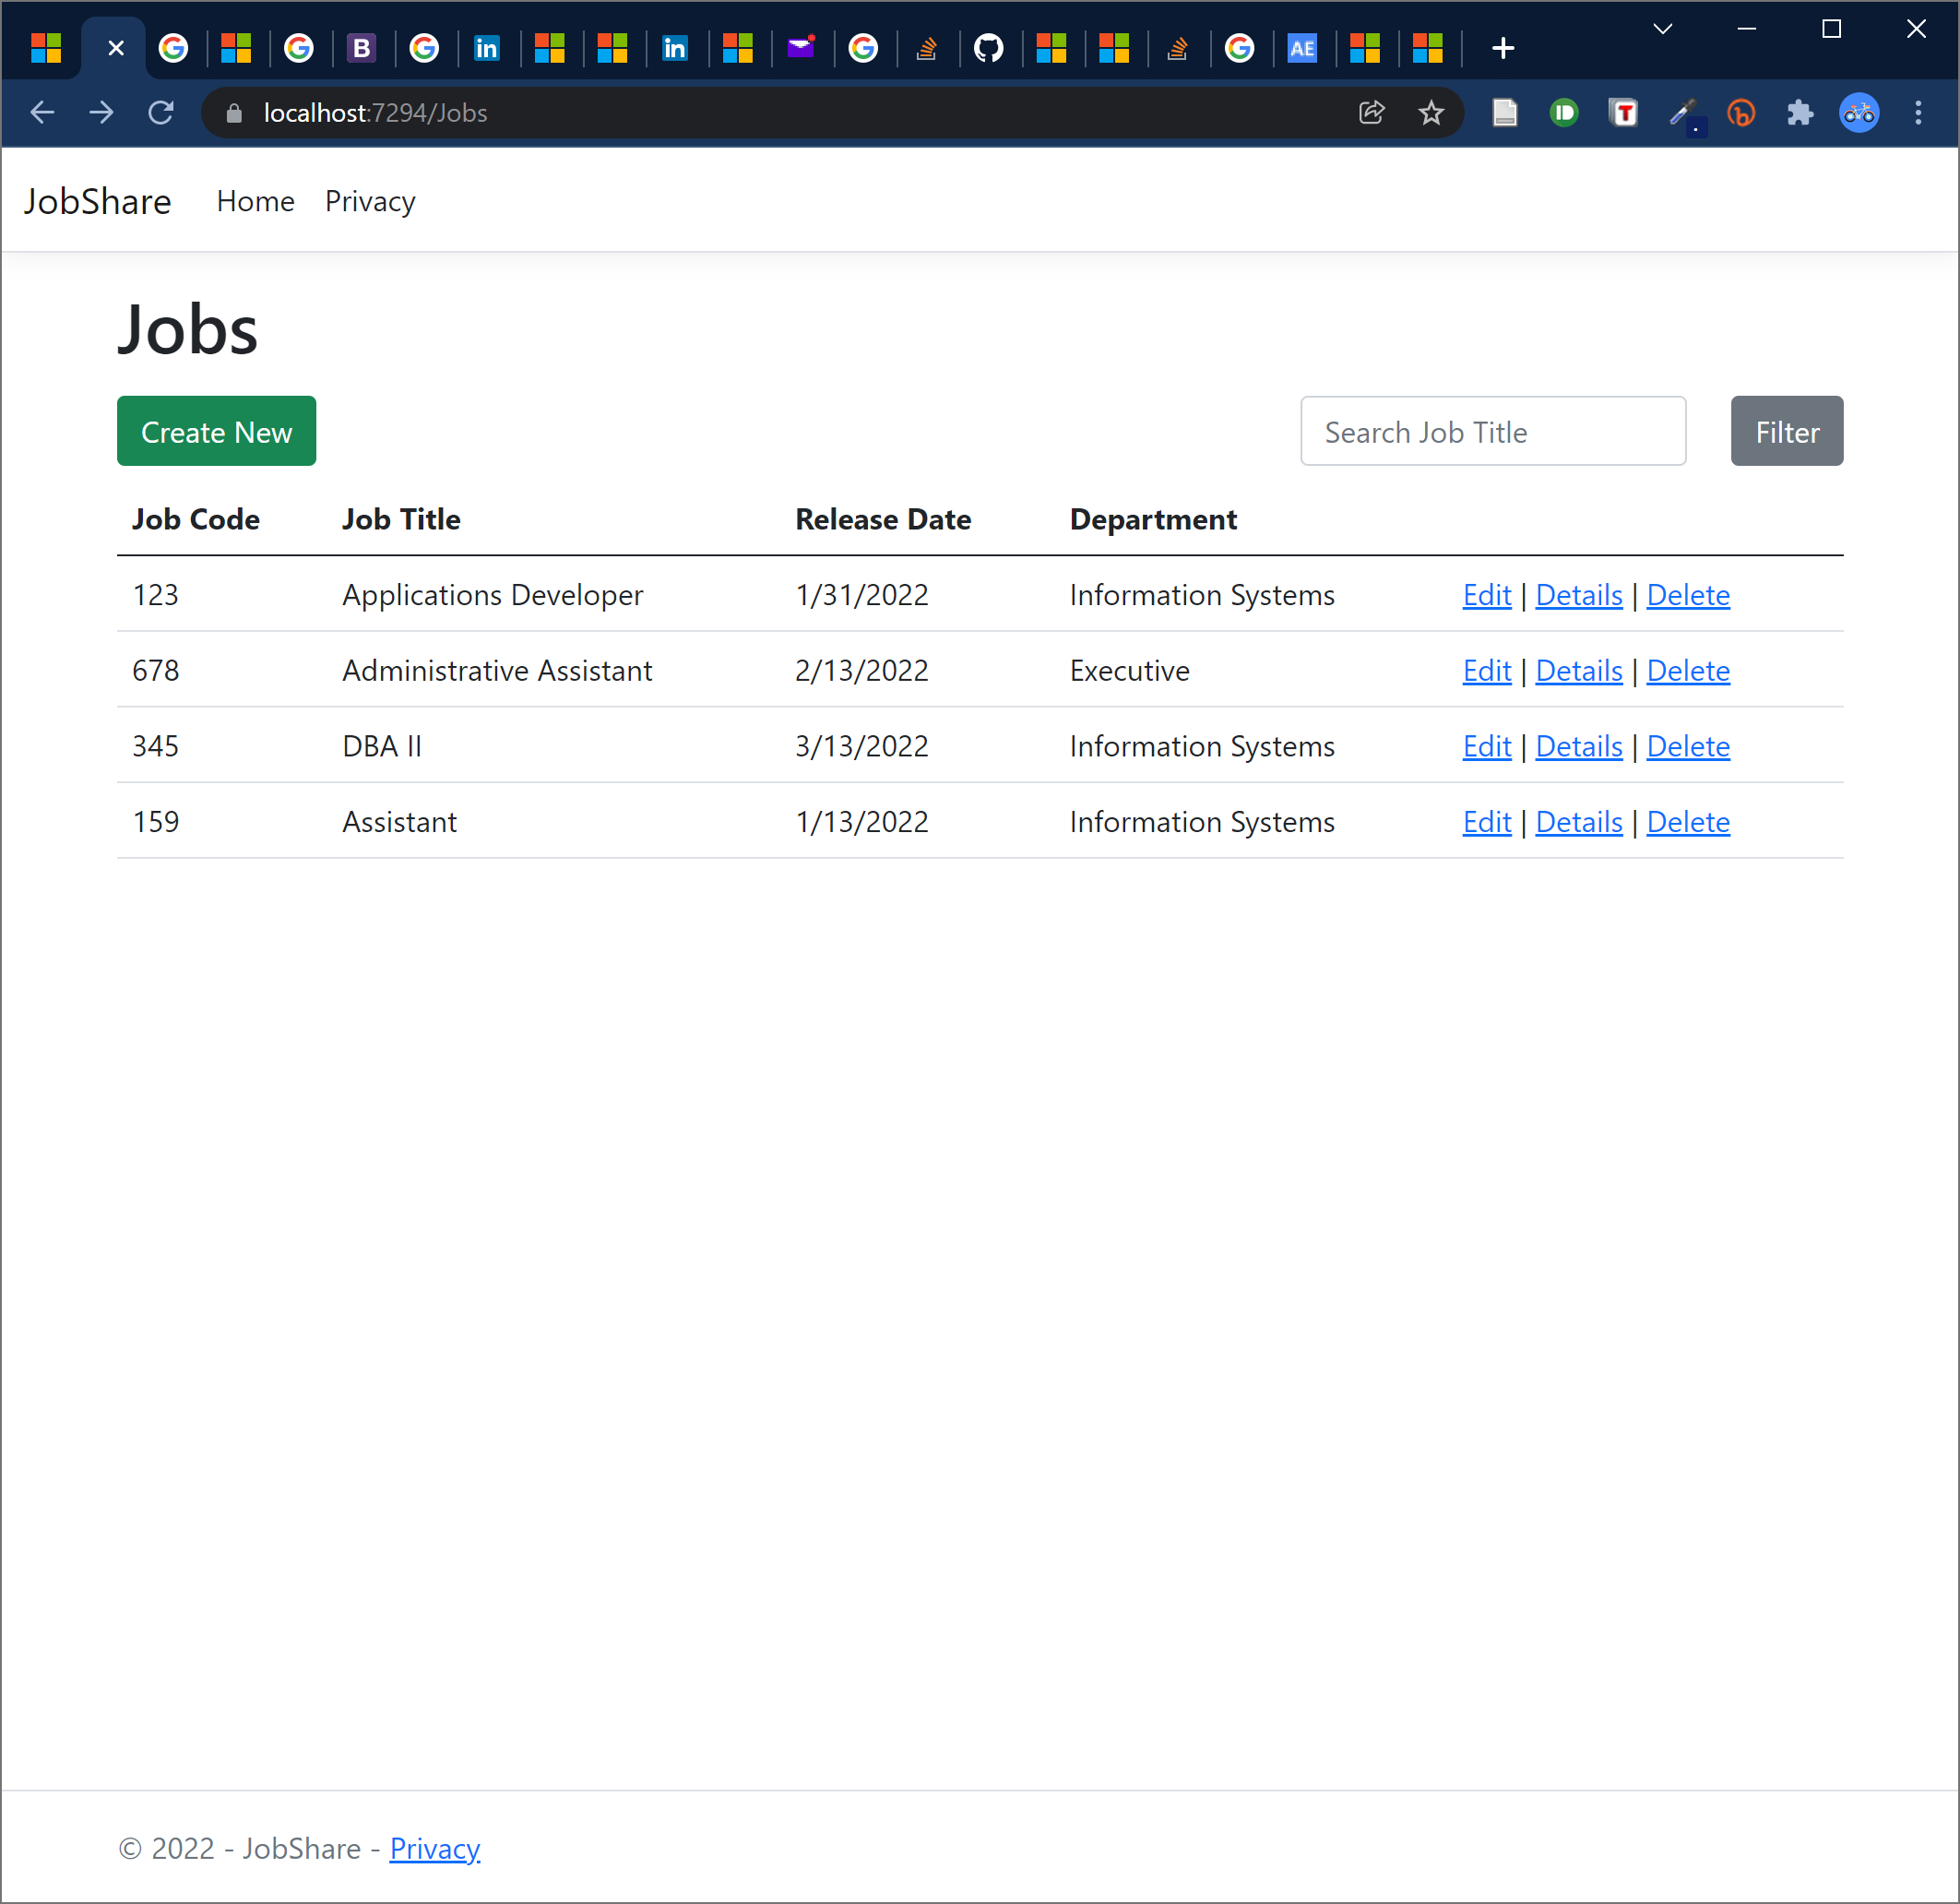 localhost:7294/Jobs
JobShare Home Privacy
Jobs
Create New Search Job Title Filter
Job Code Job Title Release Date Department
123 Applications Developer 1/31/2022 Information Systems Edit | Details | Delete
678 Administrative Assistant 2/13/2022 Executive Edit | Details | Delete
345 DBA II 3/13/2022 Information Systems Edit | Details | Delete
159 Assistant 1/13/2022 Information Systems Edit | Details | Delete
© 2022 - JobShare - Privacy